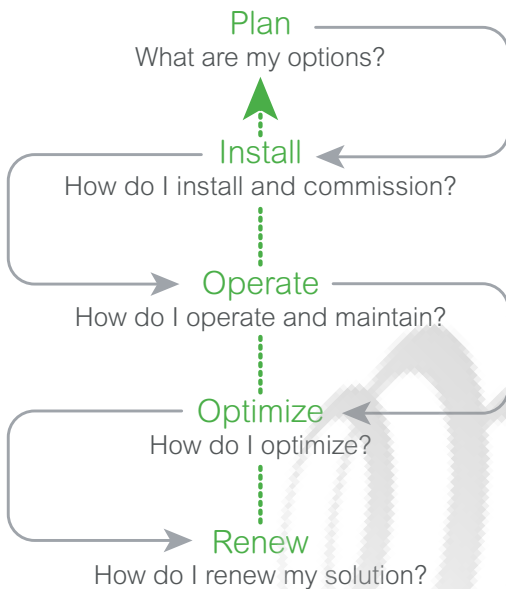 Plan
What are my options?
Install
How do I install and commission?
Operate
How do I operate and maintain?
Optimize
How do I optimize?
Renew
How do I renew my solution?